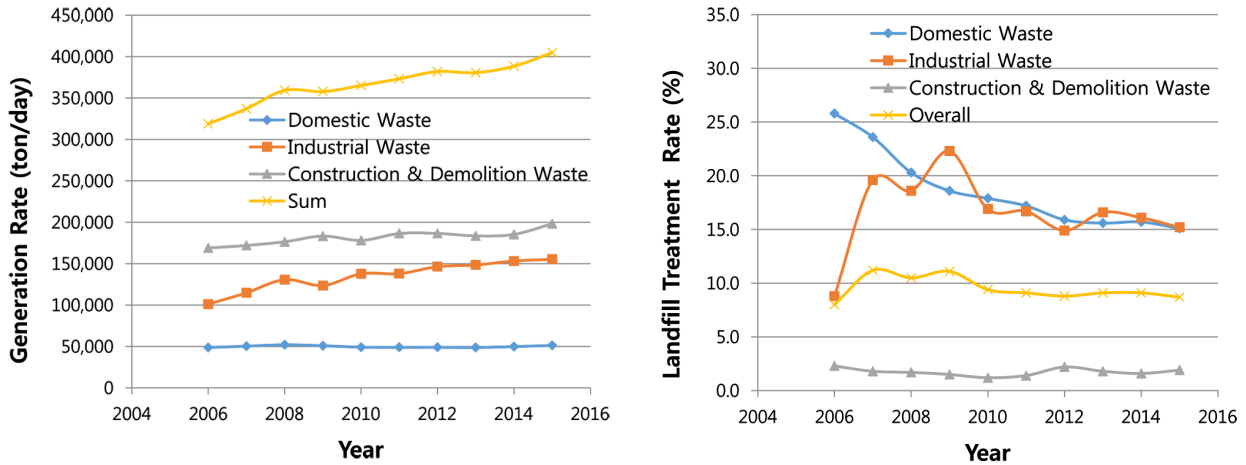 Generation Rate (ton/day)
450,000
400,000
350,000
300,000
250,000
200,000
150,000
100,000
50,000
0
Domestic Waste
Industrial Waste
Construction & Demolition Waste
Sum
2004
2006
2008
2010
2012
2014
2016
Year
Landfill Treatment Rate (%)
35.0
30.0
25.0
20.0
15.0
10.0
5.0
0.0
Domestic Waste
Industrial Waste
Construction & Demolition Waste
Overall
2004
2006
2008
2010
2012
2014
2016
Year